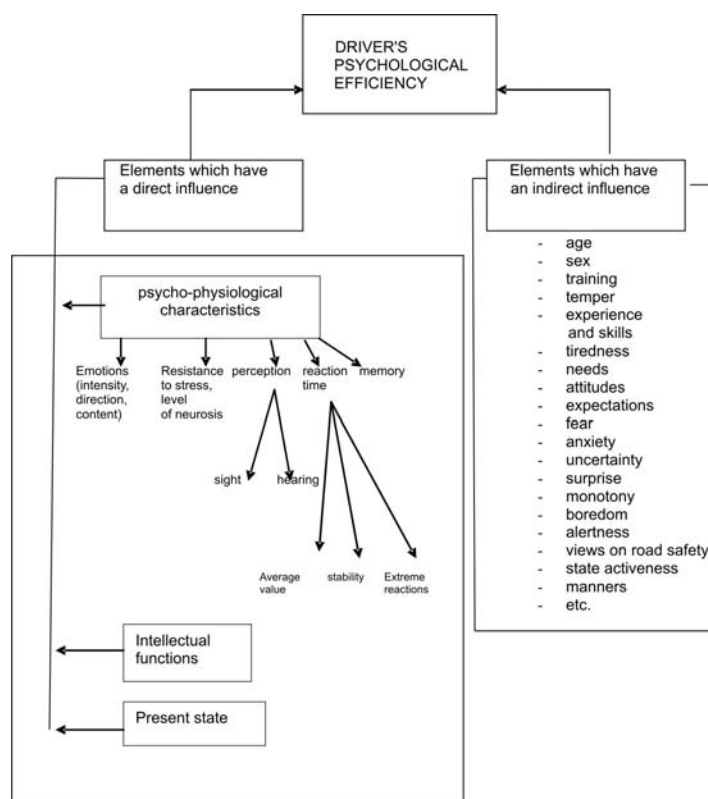 DRIVER'S
PSYCHOLOGICAL
EFFICIENCY
Elements which have
a direct influence
Elements which have
an indirect influence
psycho-physiological
characteristics
Emotions
(intensity,
direction,
content)
Resistance
to stress,
level
of neurosis
perception
reaction
time
memory
sight
hearing
Average
value
stability
Extreme
reactions
Intellectual
functions
Present state
- age
- sex
- training
- temper
- experience
and skills
- tiredness
- needs
- attitudes
- expectations
- fear
- anxiety
- uncertainty
- surprise
- monotony
- boredom
- alertness
- views on road safety
- state activeness
- manners
- etc.